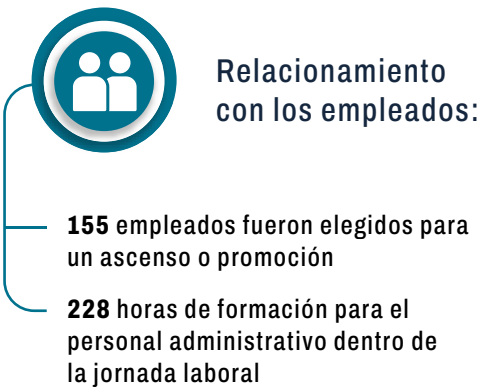 Relacionamiento
con los empleados:
155 empleados fueron elegidos para
un ascenso o promoción
228 horas de formación para el
personal administrativo dentro de
la jornada laboral